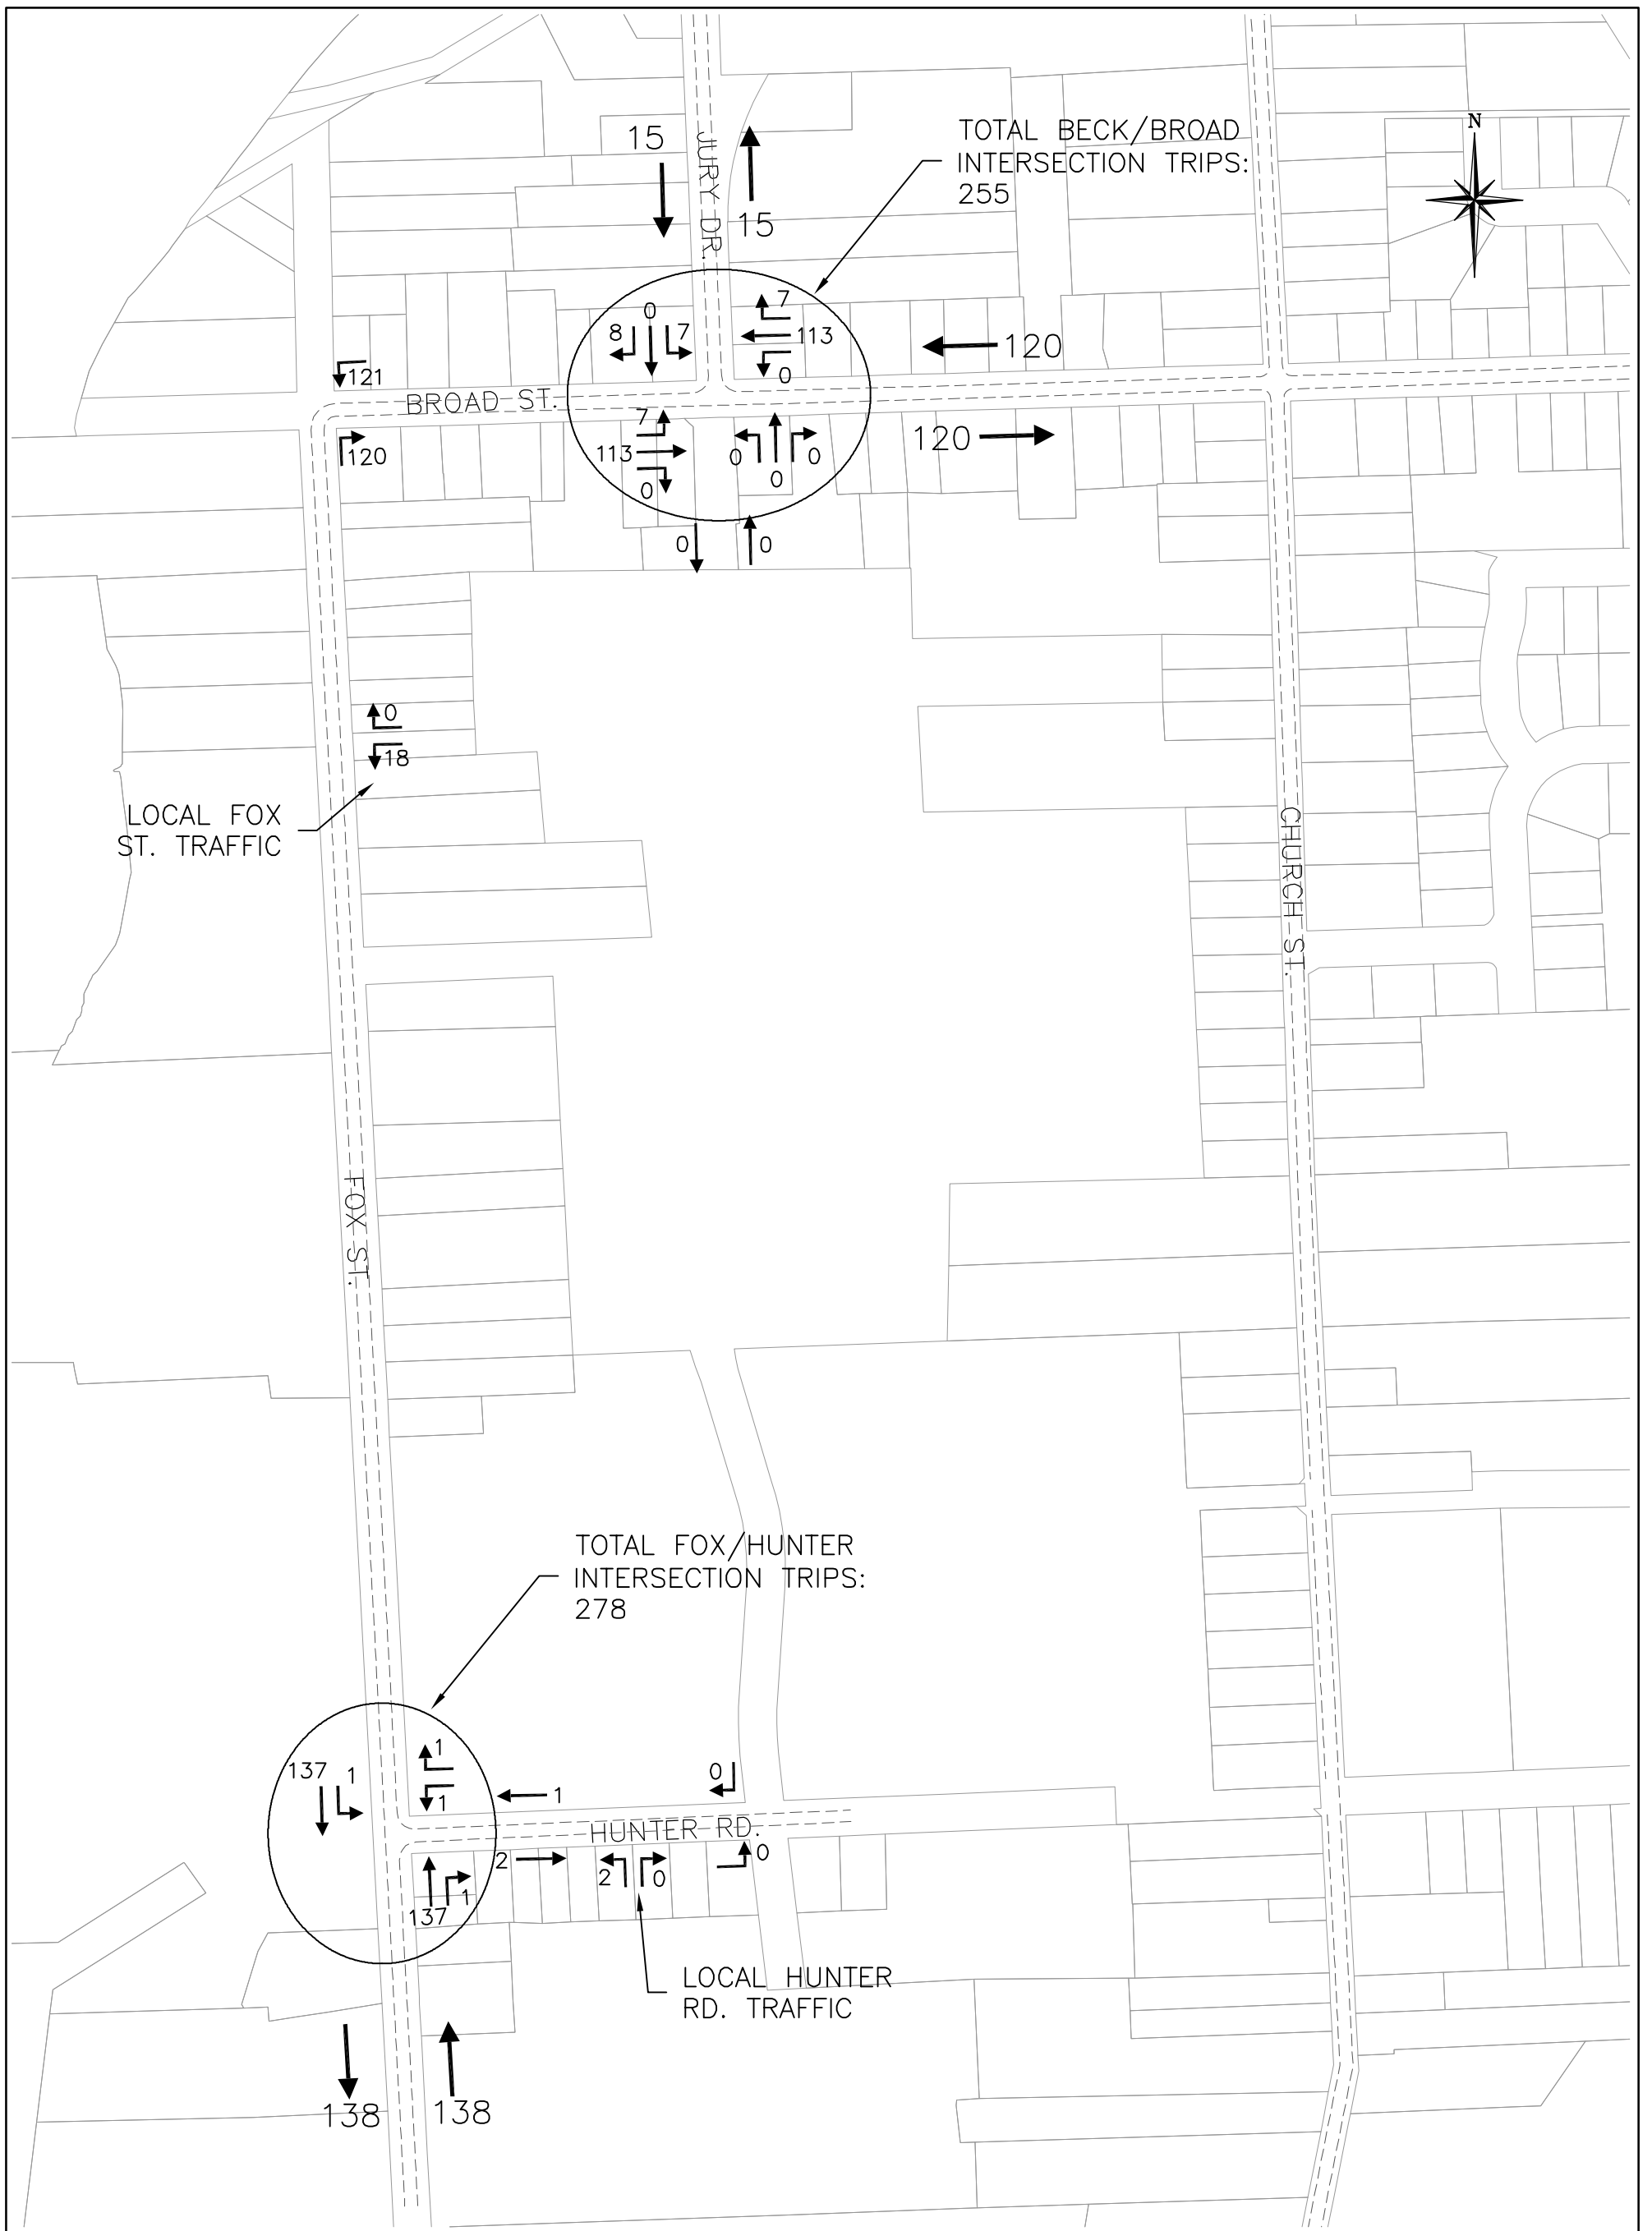 N
15
JURY DR.
15
TOTAL BECK/BROAD
INTERSECTION TRIPS:
255
8
0
7
7
113
0
120
121
BROAD ST.
120
7
113
0
0
0
0
120
0
0
0
18
LOCAL FOX
ST. TRAFFIC
CHURCH ST.
FOX ST.
TOTAL FOX/HUNTER
INTERSECTION TRIPS:
278
137
1
1
1
1
0
HUNTER RD.
137
1
2
2
0
0
LOCAL HUNTER
RD. TRAFFIC
138
138